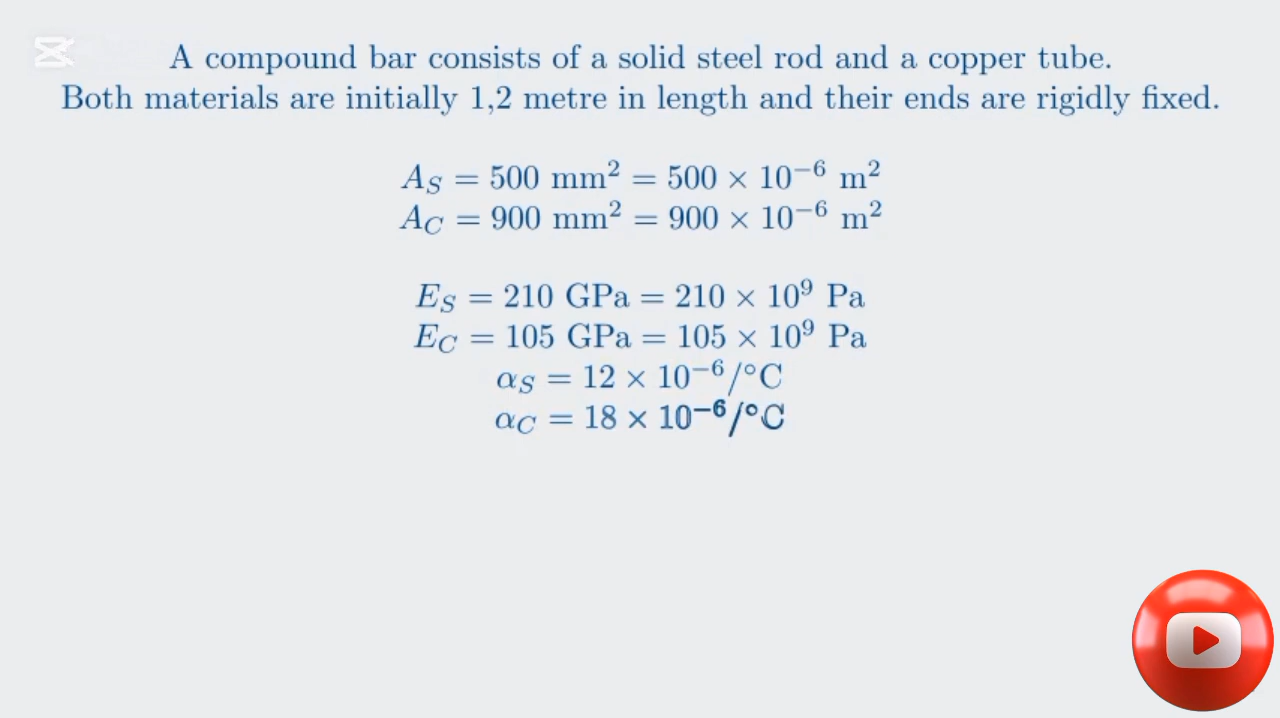 A compound bar consists of a solid steel rod and a copper tube.
Both materials are initially 1,2 metre in length and their ends are rigidly fixed.
A_S = 500 mm² = 500 × 10⁻⁶ m²
A_C = 900 mm² = 900 × 10⁻⁶ m²
E_S = 210 GPa = 210 × 10⁹ Pa
E_C = 105 GPa = 105 × 10⁹ Pa
α_S = 12 × 10⁻⁶/°C
α_C = 18 × 10⁻⁶/°C